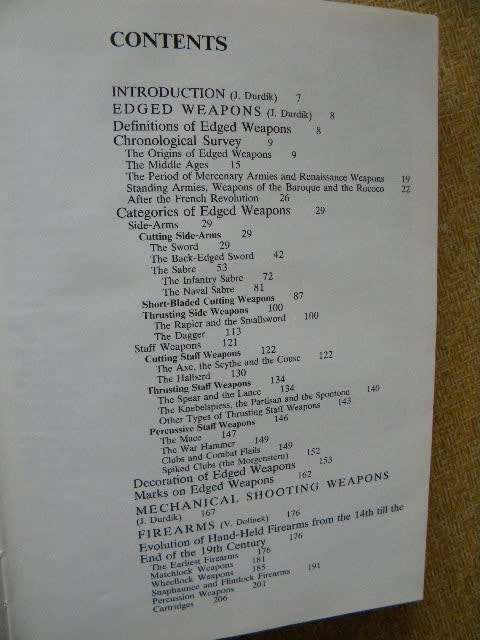 CONTENTS
INTRODUCTION (J. Durdík) 7
EDGED WEAPONS (J. Durdík) 8
Definitions of Edged Weapons 8
Chronological Survey 9
The Origins of Edged Weapons 9
The Middle Ages 15
The Period of Mercenary Armies and Renaissance Weapons 19
Standing Armies, Weapons of the Baroque and the Rococo 22
After the French Revolution 26
Categories of Edged Weapons 29
Side-Arms 29
Cutting Side-Arms 29
The Sword 29
The Back-Edged Sword 42
The Sabre 53
The Infantry Sabre 72
The Naval Sabre 81
Short-Bladed Cutting Weapons 87
Thrusting Side Weapons 100
The Rapier and the Smallsword 100
The Dagger 113
Staff Weapons 121
Cutting Staff Weapons 122
The Axe, the Scythe and the Couse 122
The Halberd 130
Thrusting Staff Weapons 134
The Spear and the Lance 134
The Knebelspiess, the Partisan and the Spontone 140
Other Types of Thrusting Staff Weapons 143
Percussive Staff Weapons 146
The Mace 147
The War Hammer 149
Clubs and Combat Flails 149
Spiked Clubs (the Morgenstern) 152
Decoration of Edged Weapons 153
Marks on Edged Weapons 162
MECHANICAL SHOOTING WEAPONS
(J. Durdík) 167
FIREARMS (V. Dolínek) 176
Evolution of Hand-Held Firearms from the 14th till the
End of the 19th Century 176
The Earliest Firearms 176
Matchlock Weapons 181
Wheellock Weapons 185
Snaphaunce and Flintlock Firearms 191
Percussion Weapons 201
Cartridges 206